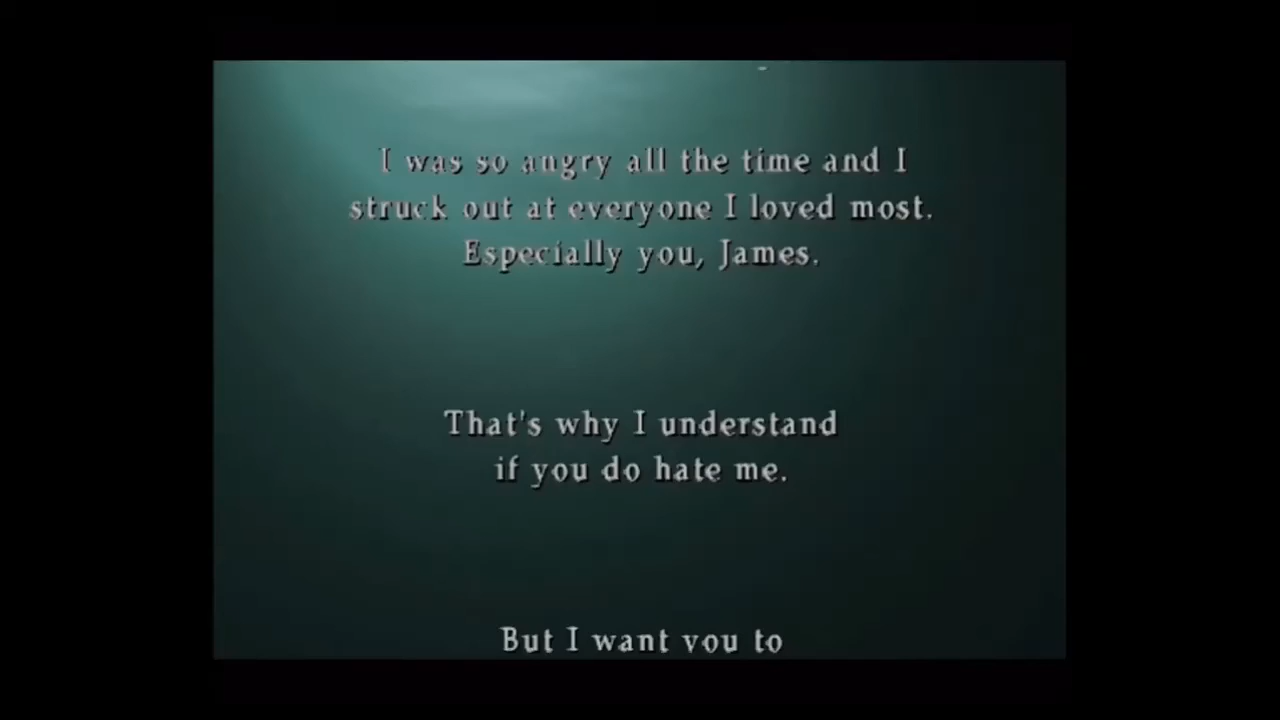 I was so angry all the time and I
struck out at everyone I loved most.
Especially you, James.
That's why I understand
if you do hate me.
But I want you to